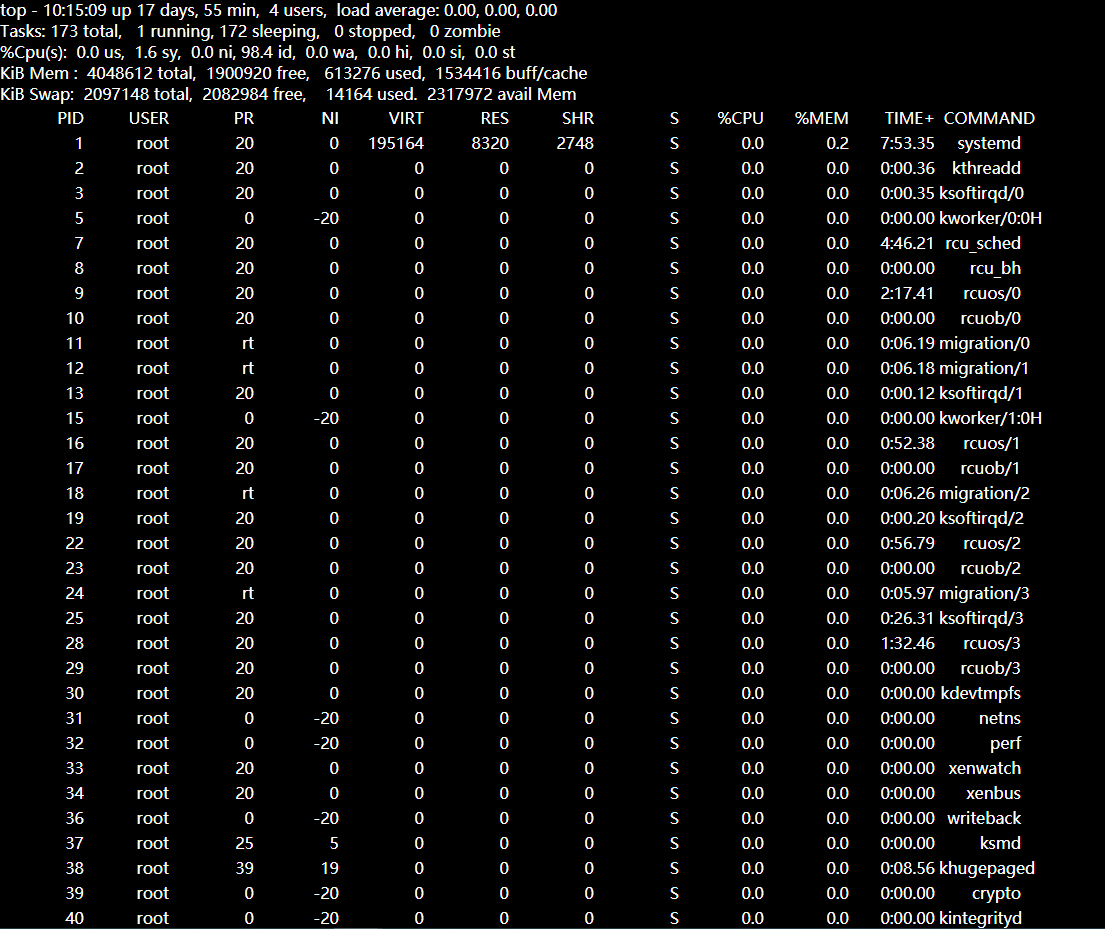 top - 10:15:09 up 17 days, 55 min, 4 users, load average: 0.00, 0.00, 0.00
Tasks: 173 total, 1 running, 172 sleeping, 0 stopped, 0 zombie
%Cpu(s): 0.0 us, 1.6 sy, 0.0 ni, 98.4 id, 0.0 wa, 0.0 hi, 0.0 si, 0.0 st
KiB Mem : 4048612 total, 1900920 free, 613276 used, 1534416 buff/cache
KiB Swap: 2097148 total, 2082984 free, 14164 used. 2317972 avail Mem
PID USER PR NI VIRT RES SHR S %CPU %MEM TIME+ COMMAND
1 root 20 0 195164 8320 2748 S 0.0 0.2 7:53.35 systemd
2 root 20 0 0 0 0 S 0.0 0.0 0:00.36 kthreadd
3 root 20 0 0 0 0 S 0.0 0.0 0:00.35 ksoftirqd/0
5 root 0 -20 0 0 0 S 0.0 0.0 0:00.00 kworker/0:0H
7 root 20 0 0 0 0 S 0.0 0.0 4:46.21 rcu_sched
8 root 20 0 0 0 0 S 0.0 0.0 0:00.00 rcu_bh
9 root 20 0 0 0 0 S 0.0 0.0 2:17.41 rcuos/0
10 root 20 0 0 0 0 S 0.0 0.0 0:00.00 rcuob/0
11 root rt 0 0 0 0 S 0.0 0.0 0:06.19 migration/0
12 root rt 0 0 0 0 S 0.0 0.0 0:06.18 migration/1
13 root 20 0 0 0 0 S 0.0 0.0 0:00.12 ksoftirqd/1
15 root 0 -20 0 0 0 S 0.0 0.0 0:00.00 kworker/1:0H
16 root 20 0 0 0 0 S 0.0 0.0 0:52.38 rcuos/1
17 root 20 0 0 0 0 S 0.0 0.0 0:00.00 rcuob/1
18 root rt 0 0 0 0 S 0.0 0.0 0:06.26 migration/2
19 root 20 0 0 0 0 S 0.0 0.0 0:00.20 ksoftirqd/2
22 root 20 0 0 0 0 S 0.0 0.0 0:56.79 rcuos/2
23 root 20 0 0 0 0 S 0.0 0.0 0:00.00 rcuob/2
24 root rt 0 0 0 0 S 0.0 0.0 0:05.97 migration/3
25 root 20 0 0 0 0 S 0.0 0.0 0:26.31 ksoftirqd/3
28 root 20 0 0 0 0 S 0.0 0.0 1:32.46 rcuos/3
29 root 20 0 0 0 0 S 0.0 0.0 0:00.00 rcuob/3
30 root 20 0 0 0 0 S 0.0 0.0 0:00.00 kdevtmpfs
31 root 0 -20 0 0 0 S 0.0 0.0 0:00.00 netns
32 root 0 -20 0 0 0 S 0.0 0.0 0:00.00 perf
33 root 20 0 0 0 0 S 0.0 0.0 0:00.00 xenwatch
34 root 20 0 0 0 0 S 0.0 0.0 0:00.00 xenbus
36 root 0 -20 0 0 0 S 0.0 0.0 0:00.00 writeback
37 root 25 5 0 0 0 S 0.0 0.0 0:00.00 ksmd
38 root 39 19 0 0 0 S 0.0 0.0 0:08.56 khugepaged
39 root 0 -20 0 0 0 S 0.0 0.0 0:00.00 crypto
40 root 0 -20 0 0 0 S 0.0 0.0 0:00.00 kintegrityd